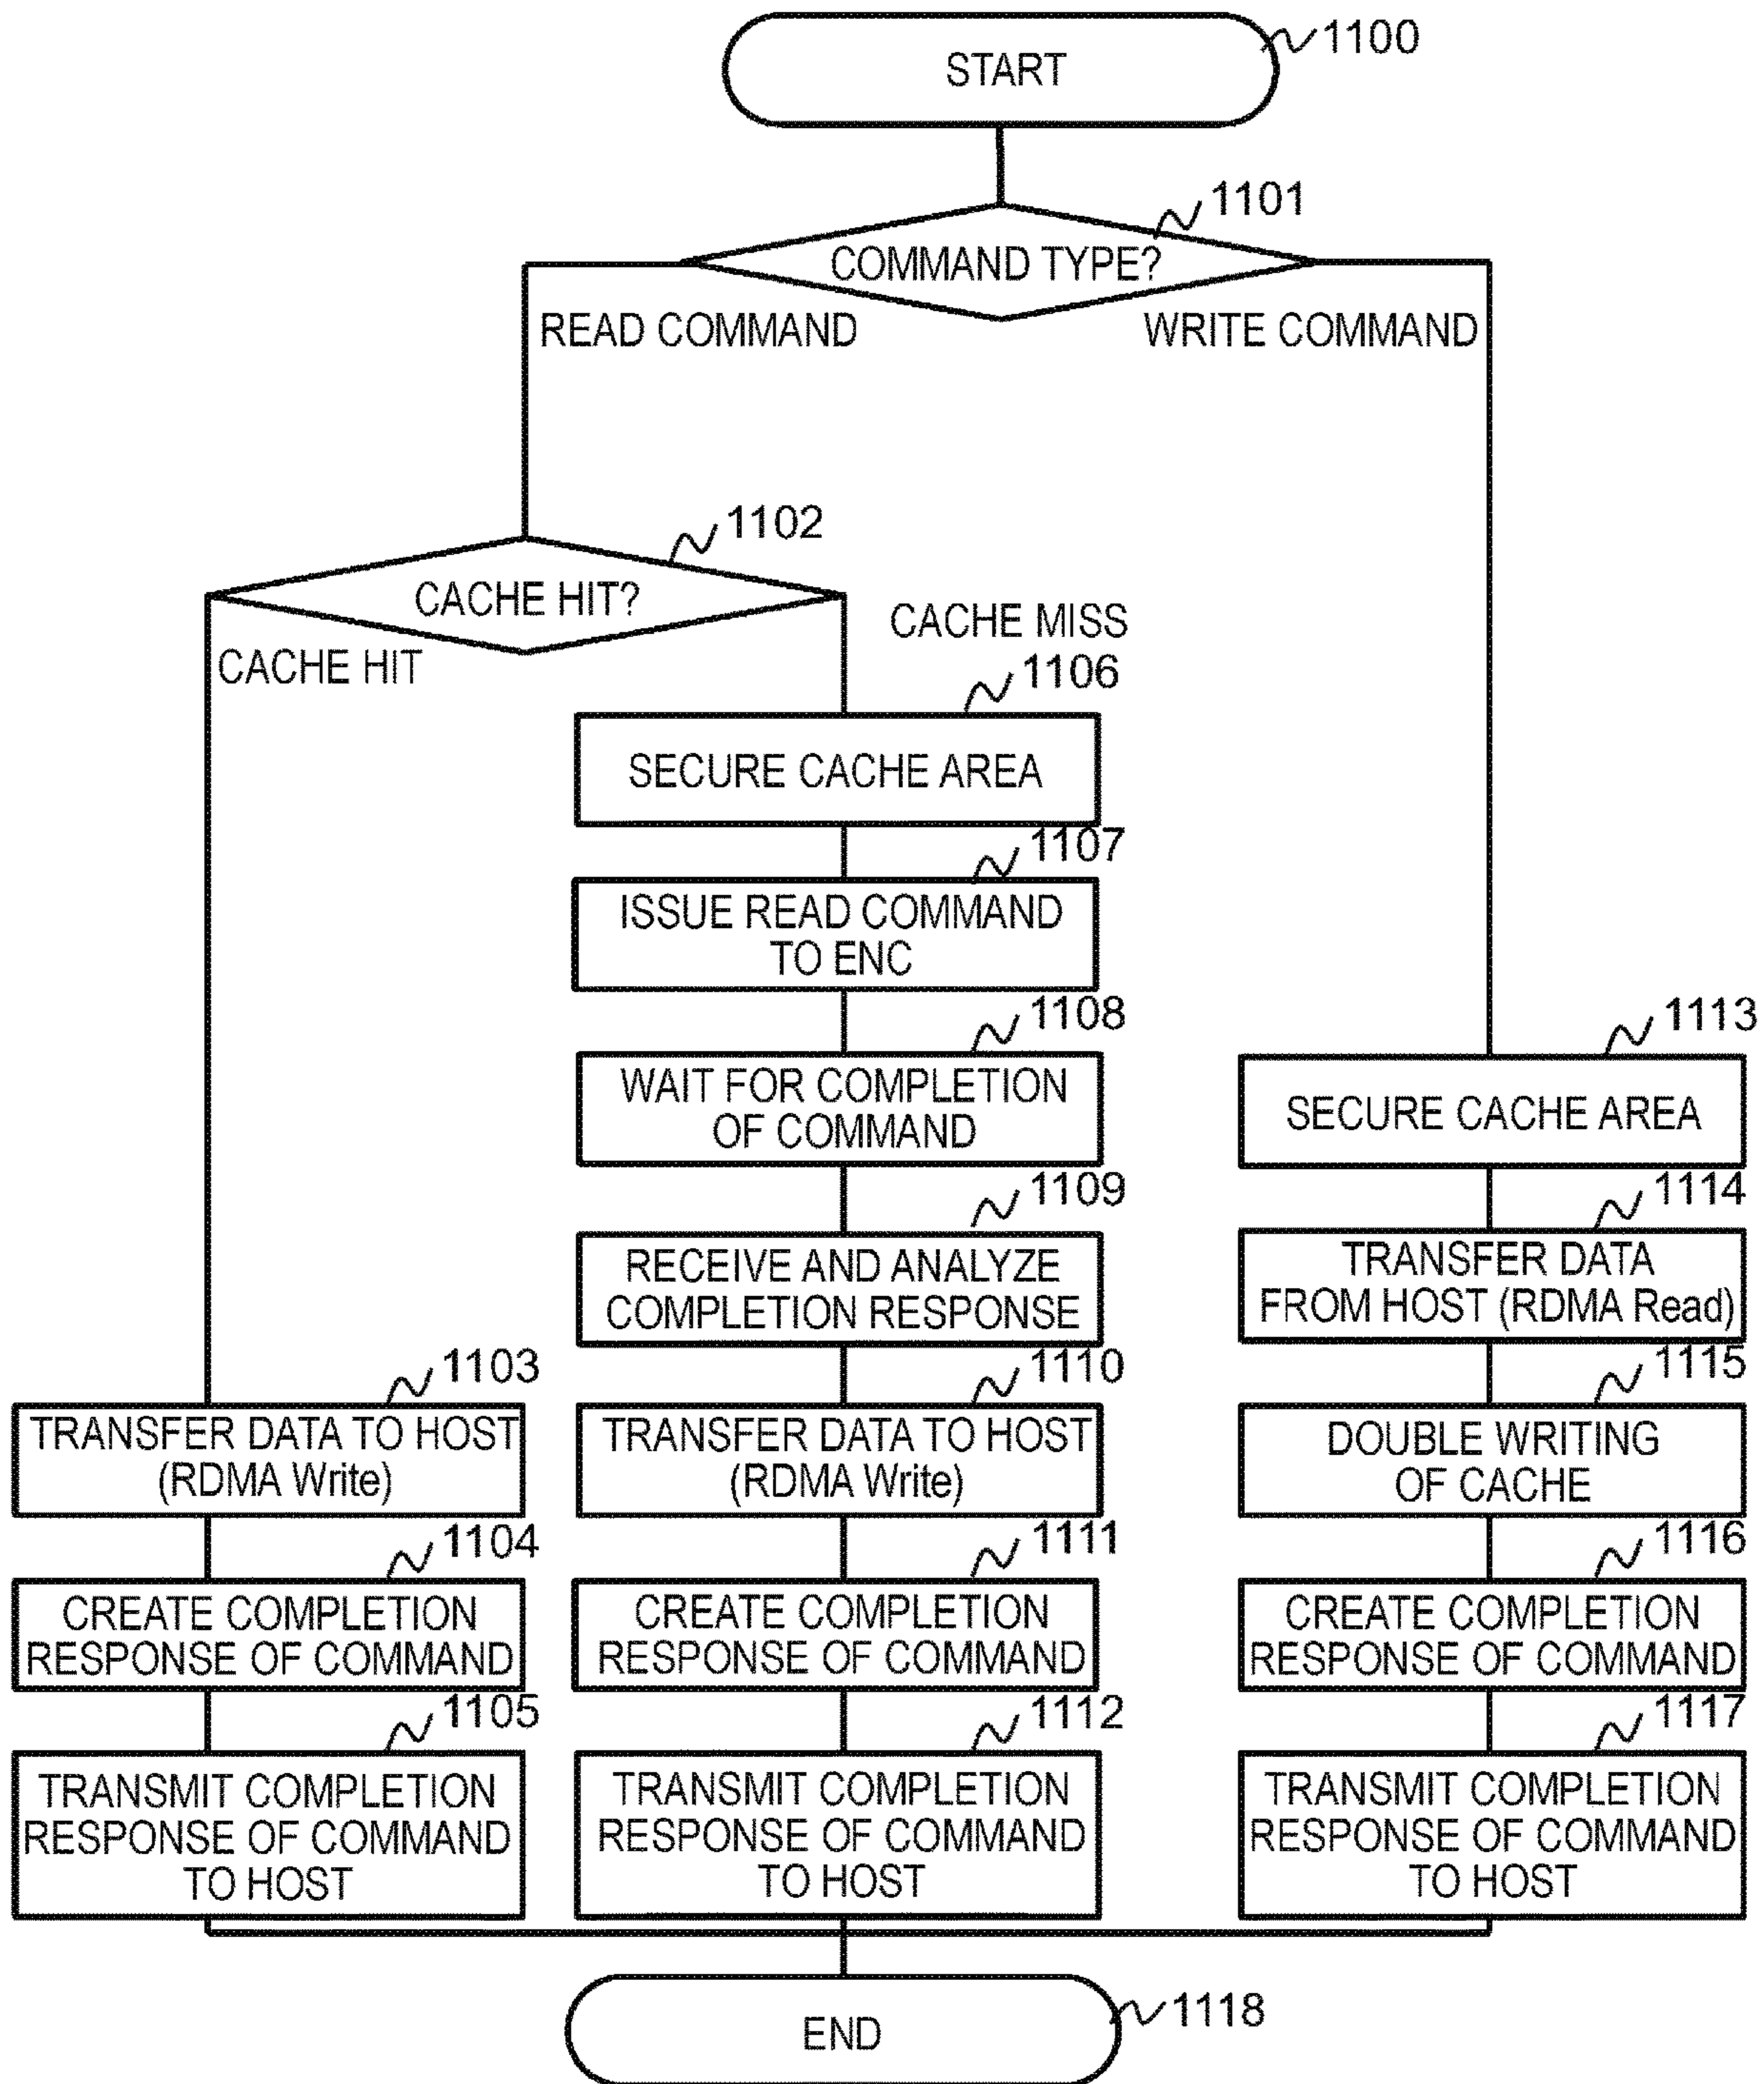 1100
START
1101
COMMAND TYPE?
READ COMMAND
WRITE COMMAND
1102
CACHE HIT?
CACHE HIT
CACHE MISS
1106
SECURE CACHE AREA
1107
ISSUE READ COMMAND
TO ENC
1108
WAIT FOR COMPLETION
OF COMMAND
1109
RECEIVE AND ANALYZE
COMPLETION RESPONSE
1103
TRANSFER DATA TO HOST
(RDMA Write)
1104
CREATE COMPLETION
RESPONSE OF COMMAND
1105
TRANSMIT COMPLETION
RESPONSE OF COMMAND
TO HOST
1110
TRANSFER DATA TO HOST
(RDMA Write)
1111
CREATE COMPLETION
RESPONSE OF COMMAND
1112
TRANSMIT COMPLETION
RESPONSE OF COMMAND
TO HOST
1113
SECURE CACHE AREA
1114
TRANSFER DATA
FROM HOST (RDMA Read)
1115
DOUBLE WRITING
OF CACHE
1116
CREATE COMPLETION
RESPONSE OF COMMAND
1117
TRANSMIT COMPLETION
RESPONSE OF COMMAND
TO HOST
1118
END